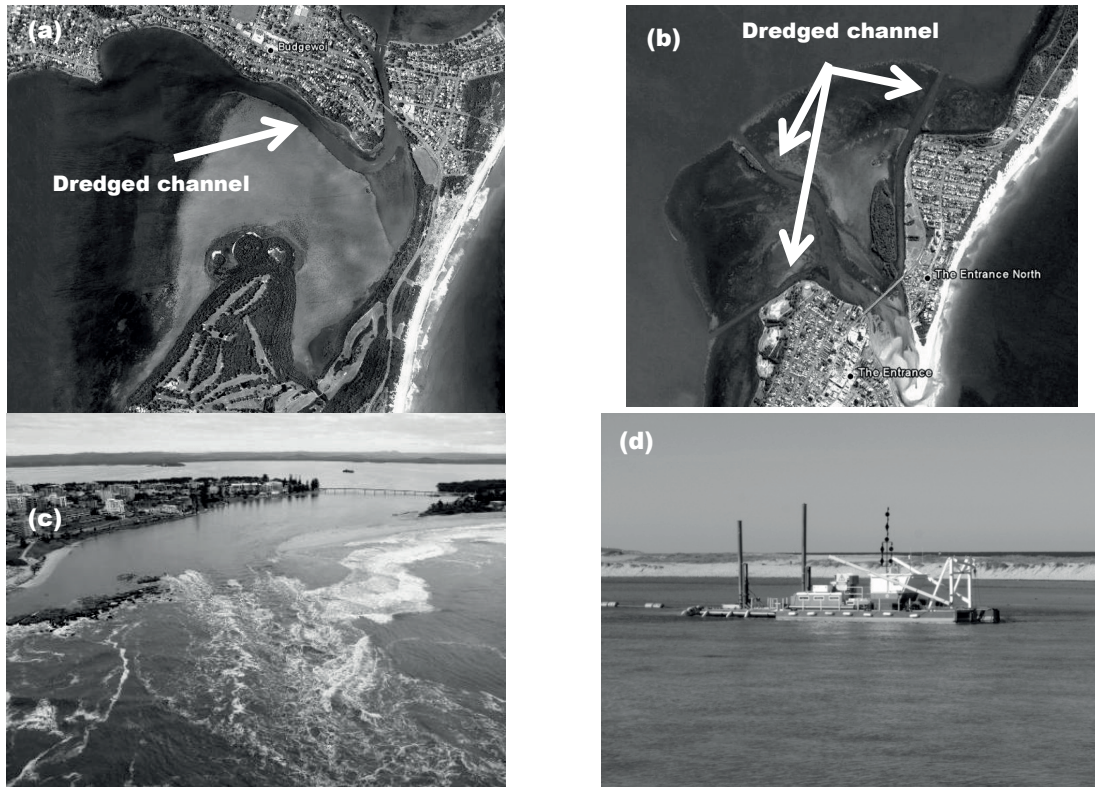 (a)
Budgewoi
Dredged channel
(b)
Dredged channel
The Entrance North
The Entrance
(c)
(d)